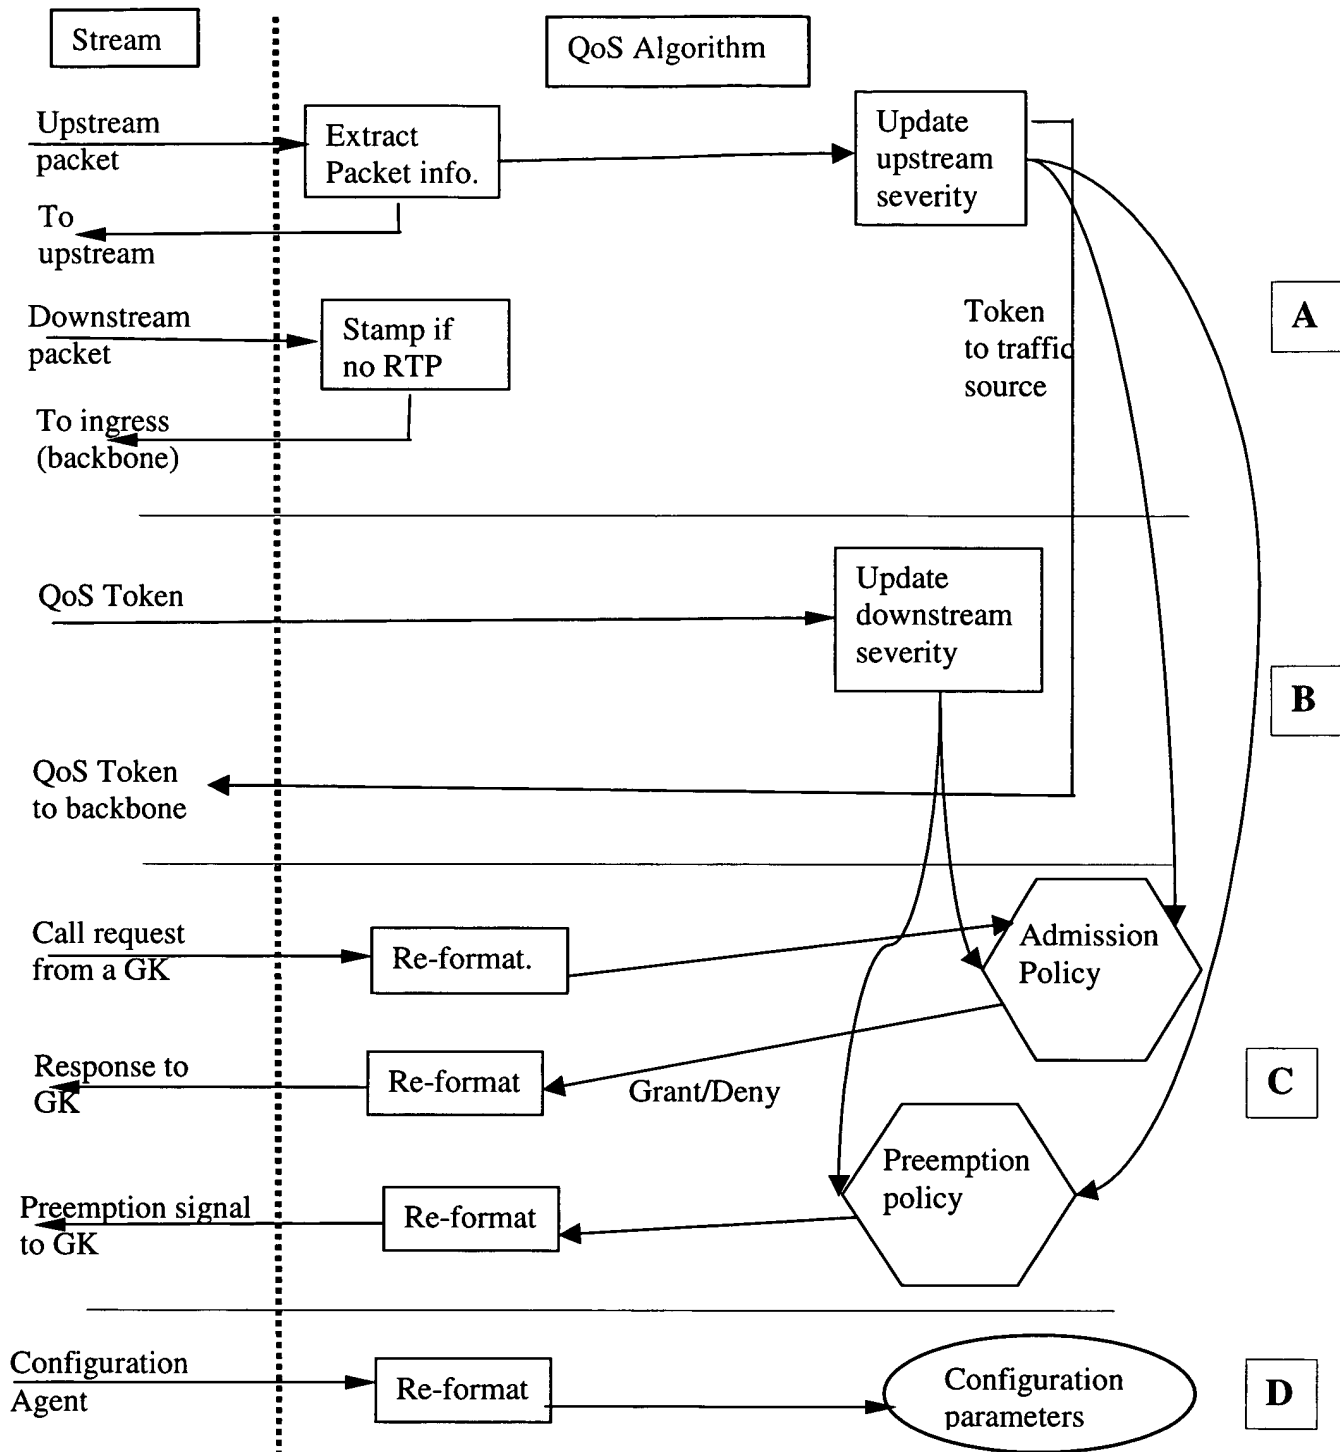 Stream
QoS Algorithm
Upstream
packet
Extract
Packet info.
Update
upstream
severity
To
upstream
Downstream
packet
Stamp if
no RTP
Token
to traffic
source
A
To ingress
(backbone)
QoS Token
Update
downstream
severity
B
QoS Token
to backbone
Call request
from a GK
Re-format.
Admission
Policy
Response to
GK
Re-format
Grant/Deny
C
Preemption
policy
Preemption signal
to GK
Re-format
Configuration
Agent
Re-format
Configuration
parameters
D